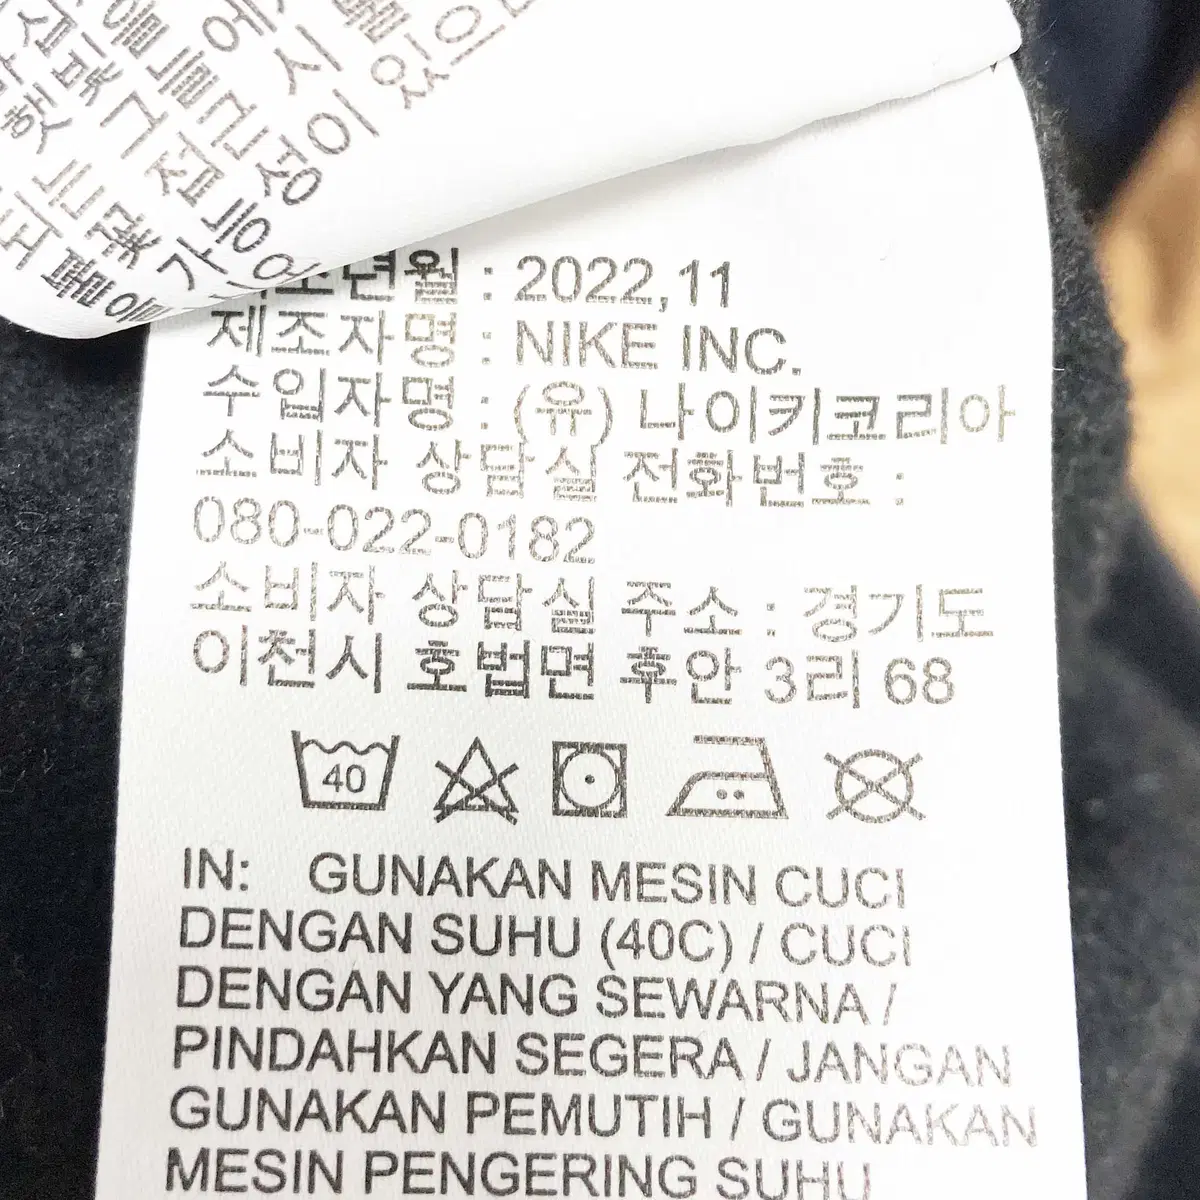 년월 : 2022,11
제조자명 : NIKE INC.
수입자명 : (유) 나이키코리아
소비자 상담실 전화번호 :
080-022-0182
소비자 상담실 주소 : 경기도
이천시 호법면 후안 3리 68
40
IN: GUNAKAN MESIN CUCI
DENGAN SUHU (40C) / CUCI
DENGAN YANG SEWARNA /
PINDAHKAN SEGERA / JANGAN
GUNAKAN PEMUTIH / GUNAKAN
MESIN PENGERING SUHU